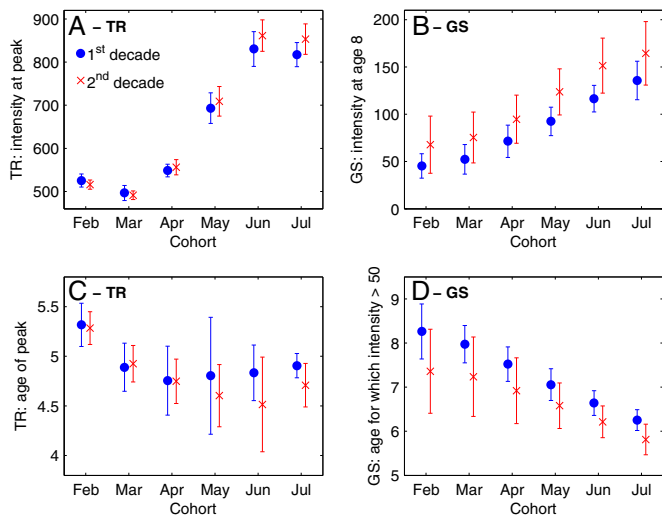 A – TR
1st decade
2nd decade
TR: intensity at peak
900
800
700
600
500
Feb Mar Apr May Jun Jul
Cohort
B – GS
GS: intensity at age 8
200
150
100
50
0
Feb Mar Apr May Jun Jul
Cohort
C – TR
TR: age of peak
5.5
5
4.5
4
Feb Mar Apr May Jun Jul
Cohort
D – GS
GS: age for which intensity > 50
9
8
7
6
5
Feb Mar Apr May Jun Jul
Cohort